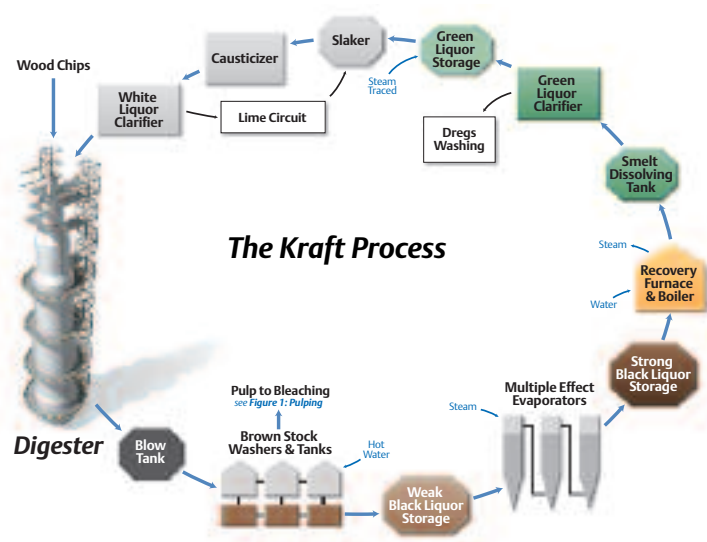 Wood Chips
White
Liquor
Clarifier
Causticizer
Slaker
Lime Circuit
Steam
Traced
Green
Liquor
Storage
Green
Liquor
Clarifier
Dregs
Washing
Smelt
Dissolving
Tank
The Kraft Process
Steam
Water
Recovery
Furnace
& Boiler
Strong
Black Liquor
Storage
Multiple Effect
Evaporators
Steam
Weak
Black Liquor
Storage
Hot
Water
Pulp to Bleaching
see Figure 1: Pulping
Brown Stock
Washers & Tanks
Blow
Tank
Digester